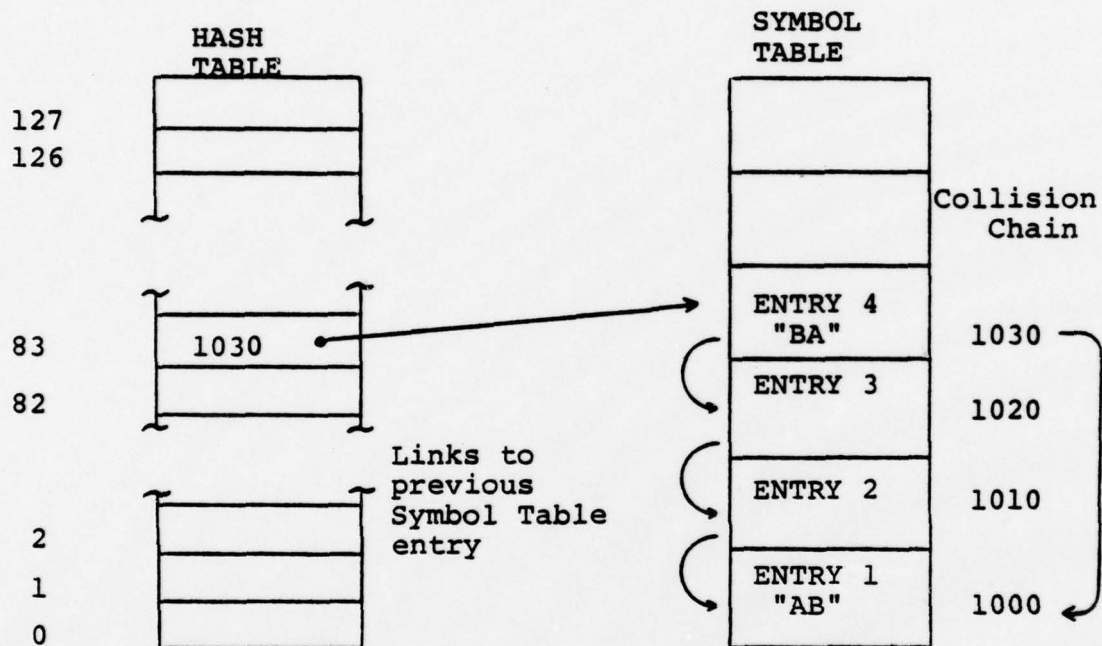 HASH
TABLE
127
126
83
1030
82
2
1
0
Links to
previous
Symbol Table
entry
SYMBOL
TABLE
Collision
Chain
ENTRY 4
"BA"
1030
ENTRY 3
1020
ENTRY 2
1010
ENTRY 1
"AB"
1000